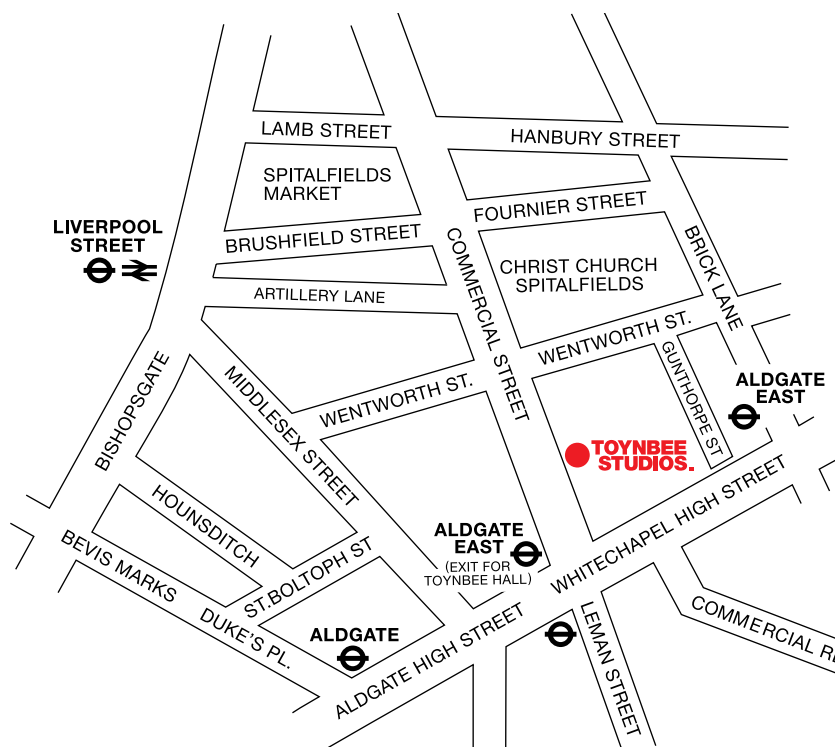 LAMB STREET
HANBURY STREET
SPITALFIELDS
MARKET
FOURNIER STREET
LIVERPOOL
STREET
BRUSHFIELD STREET
COMMERCIAL STREET
BRICK LANE
CHRIST CHURCH
SPITALFIELDS
ARTILLERY LANE
WENTWORTH ST.
GUNTHORPE ST
BISHOPSGATE
MIDDLESEX STREET
WENTWORTH ST.
ALDGATE
EAST
TOYNBEE
STUDIOS.
HOUNSDITCH
WHITECHAPEL HIGH STREET
BEVIS MARKS
ST.BOLTOPH ST
ALDGATE
EAST
(EXIT FOR
TOYNBEE HALL)
DUKE'S PL.
ALDGATE
ALDGATE HIGH STREET
LEMAN STREET
COMMERCIAL RD